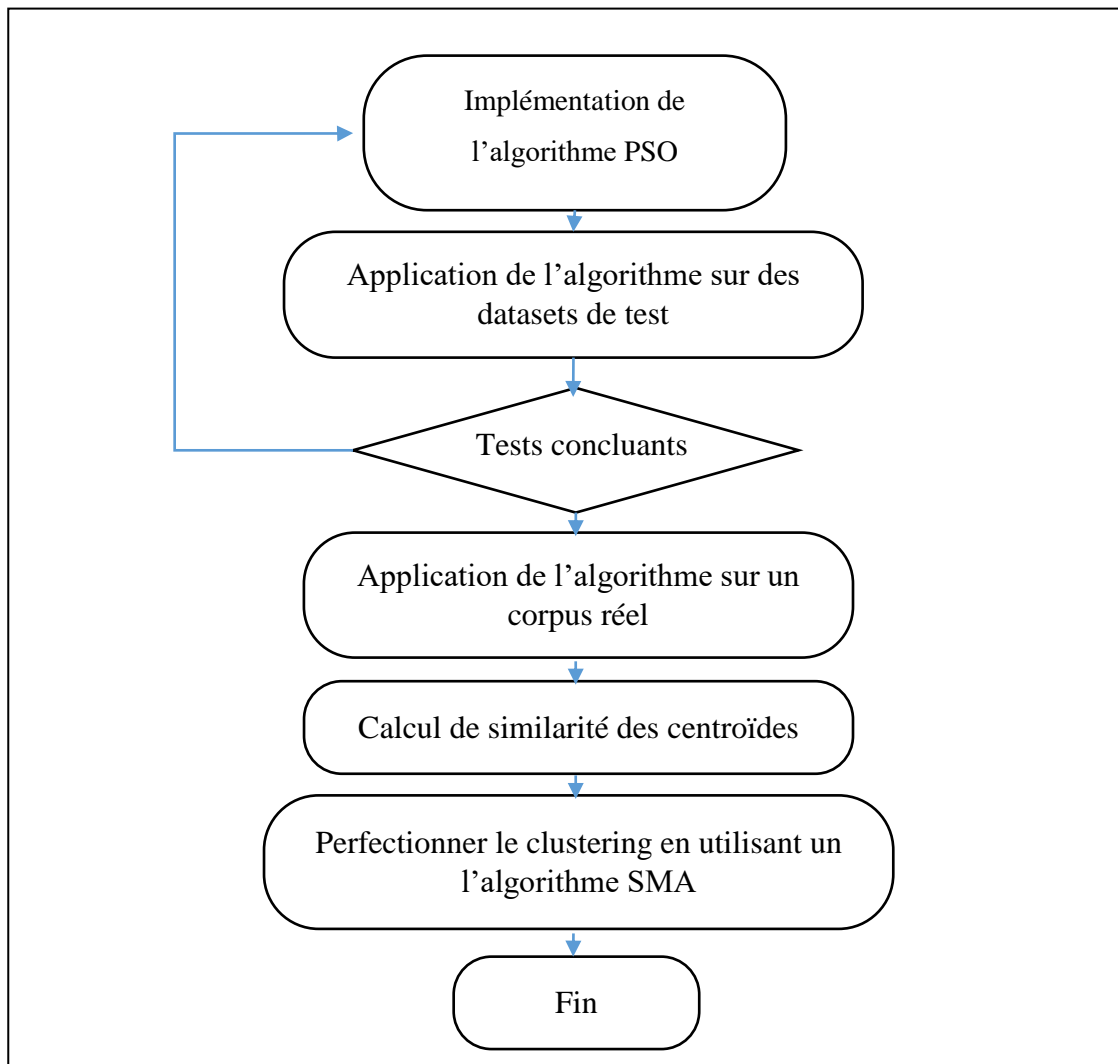 Implémentation de
l’algorithme PSO
Application de l’algorithme sur des
datasets de test
Tests concluants
Application de l’algorithme sur un
corpus réel
Calcul de similarité des centroïdes
Perfectionner le clustering en utilisant un
l’algorithme SMA
Fin